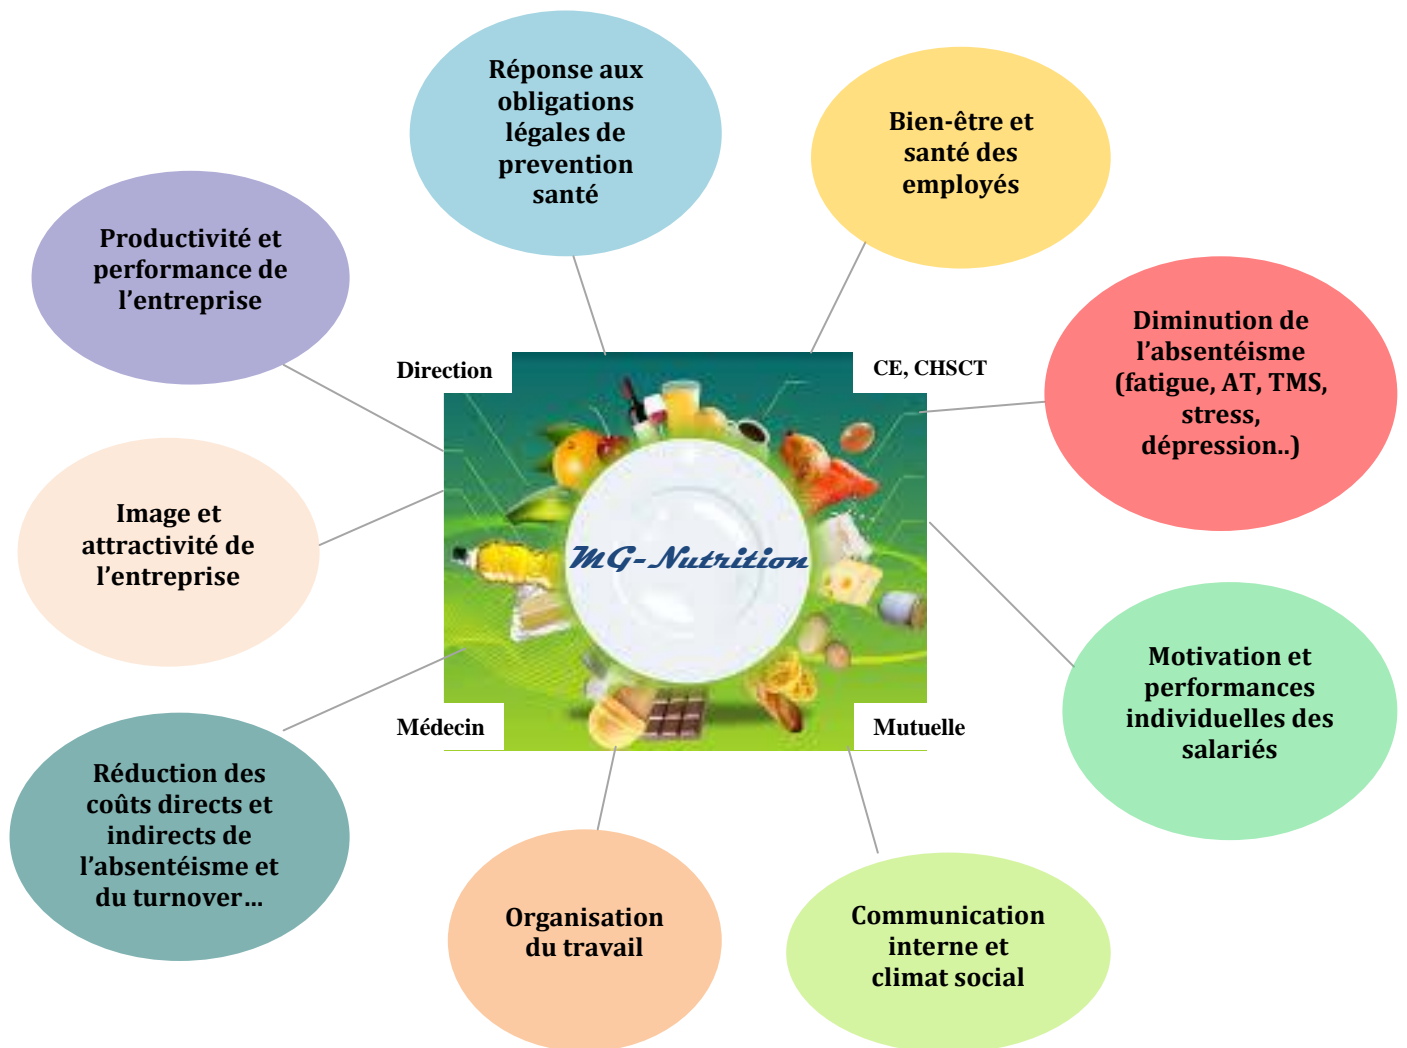 Réponse aux
obligations
légales de
prevention
santé
Bien-être et
santé des
employés
Productivité et
performance de
l’entreprise
Diminution de
l’absentéisme
(fatigue, AT, TMS,
stress,
dépression..)
Direction
CE, CHSCT
Image et
attractivité de
l’entreprise
MG-Nutrition
Motivation et
performances
individuelles des
salariés
Médecin
Mutuelle
Réduction des
coûts directs et
indirects de
l’absentéisme et
du turnover…
Organisation
du travail
Communication
interne et
climat social